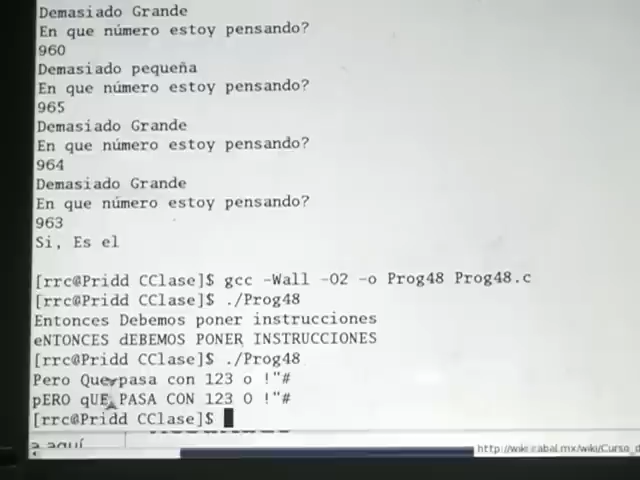 Demasiado Grande
En que número estoy pensando?
960
Demasiado pequeña
En que número estoy pensando?
965
Demasiado Grande
En que número estoy pensando?
964
Demasiado Grande
En que número estoy pensando?
963
Si, Es el
[rrc@Pridd CClase]$ gcc -Wall -O2 -o Prog48 Prog48.c
[rrc@Pridd CClase]$ ./Prog48
Entonces Debemos poner instrucciones
eNTONCES dEBEMOS PONER INSTRUCCIONES
[rrc@Pridd CClase]$ ./Prog48
Pero Que pasa con 123 o !"#
pERO qUE PASA CON 123 O !"#
[rrc@Pridd CClase]$
a aquí